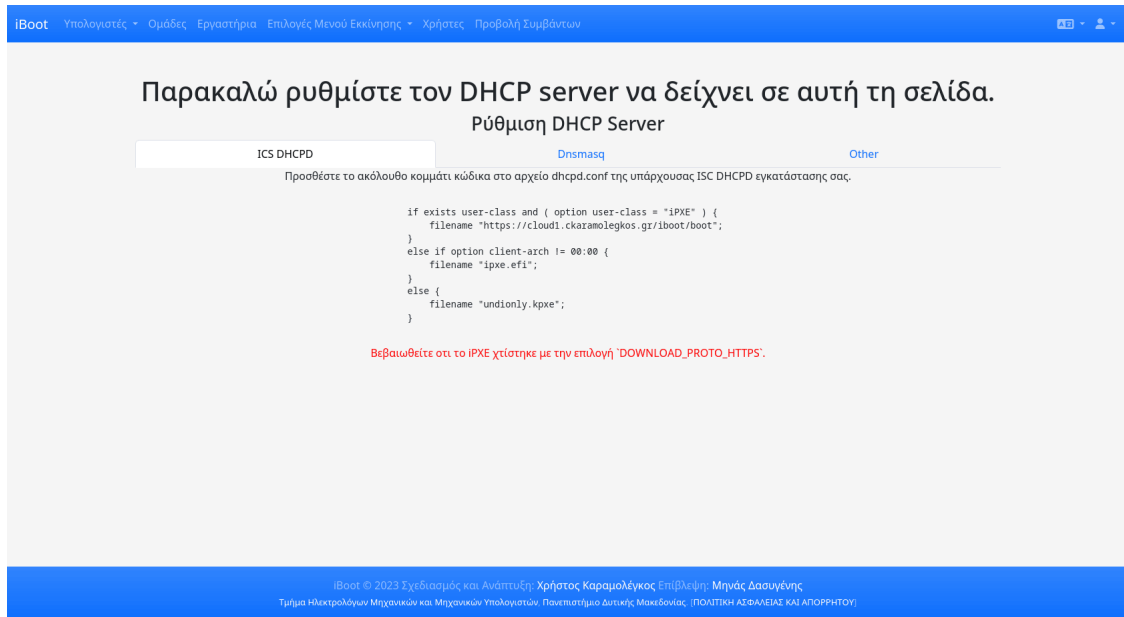 iBoot Υπολογιστές Ομάδες Εργαστήρια Επιλογές Μενού Εκκίνησης Χρήστες Προβολή Συμβάντων
Παρακαλώ ρυθμίστε τον DHCP server να δείχνει σε αυτή τη σελίδα.
Ρύθμιση DHCP Server
ICS DHCPD Dnsmasq Other
Προσθέστε το ακόλουθο κομμάτι κώδικα στο αρχείο dhcpd.conf της υπάρχουσας ISC DHCPD εγκατάστασης σας.
if exists user-class and ( option user-class = "iPXE" ) {
    filename "https://cloud1.ckaramolegkos.gr/iboot/boot";
}
else if option client-arch != 00:00 {
    filename "ipxe.efi";
}
else {
    filename "undionly.kpxe";
}
Βεβαιωθείτε οτι το iPXE χτίστηκε με την επιλογή `DOWNLOAD_PROTO_HTTPS`.
iBoot © 2023 Σχεδιασμός και Ανάπτυξη: Χρήστος Καραμολέγκος Επίβλεψη: Μηνάς Δασυγένης
Τμήμα Ηλεκτρολόγων Μηχανικών και Μηχανικών Υπολογιστών, Πανεπιστήμιο Δυτικής Μακεδονίας. [ΠΟΛΙΤΙΚΗ ΑΣΦΑΛΕΙΑΣ ΚΑΙ ΑΠΟΡΡΗΤΟΥ]